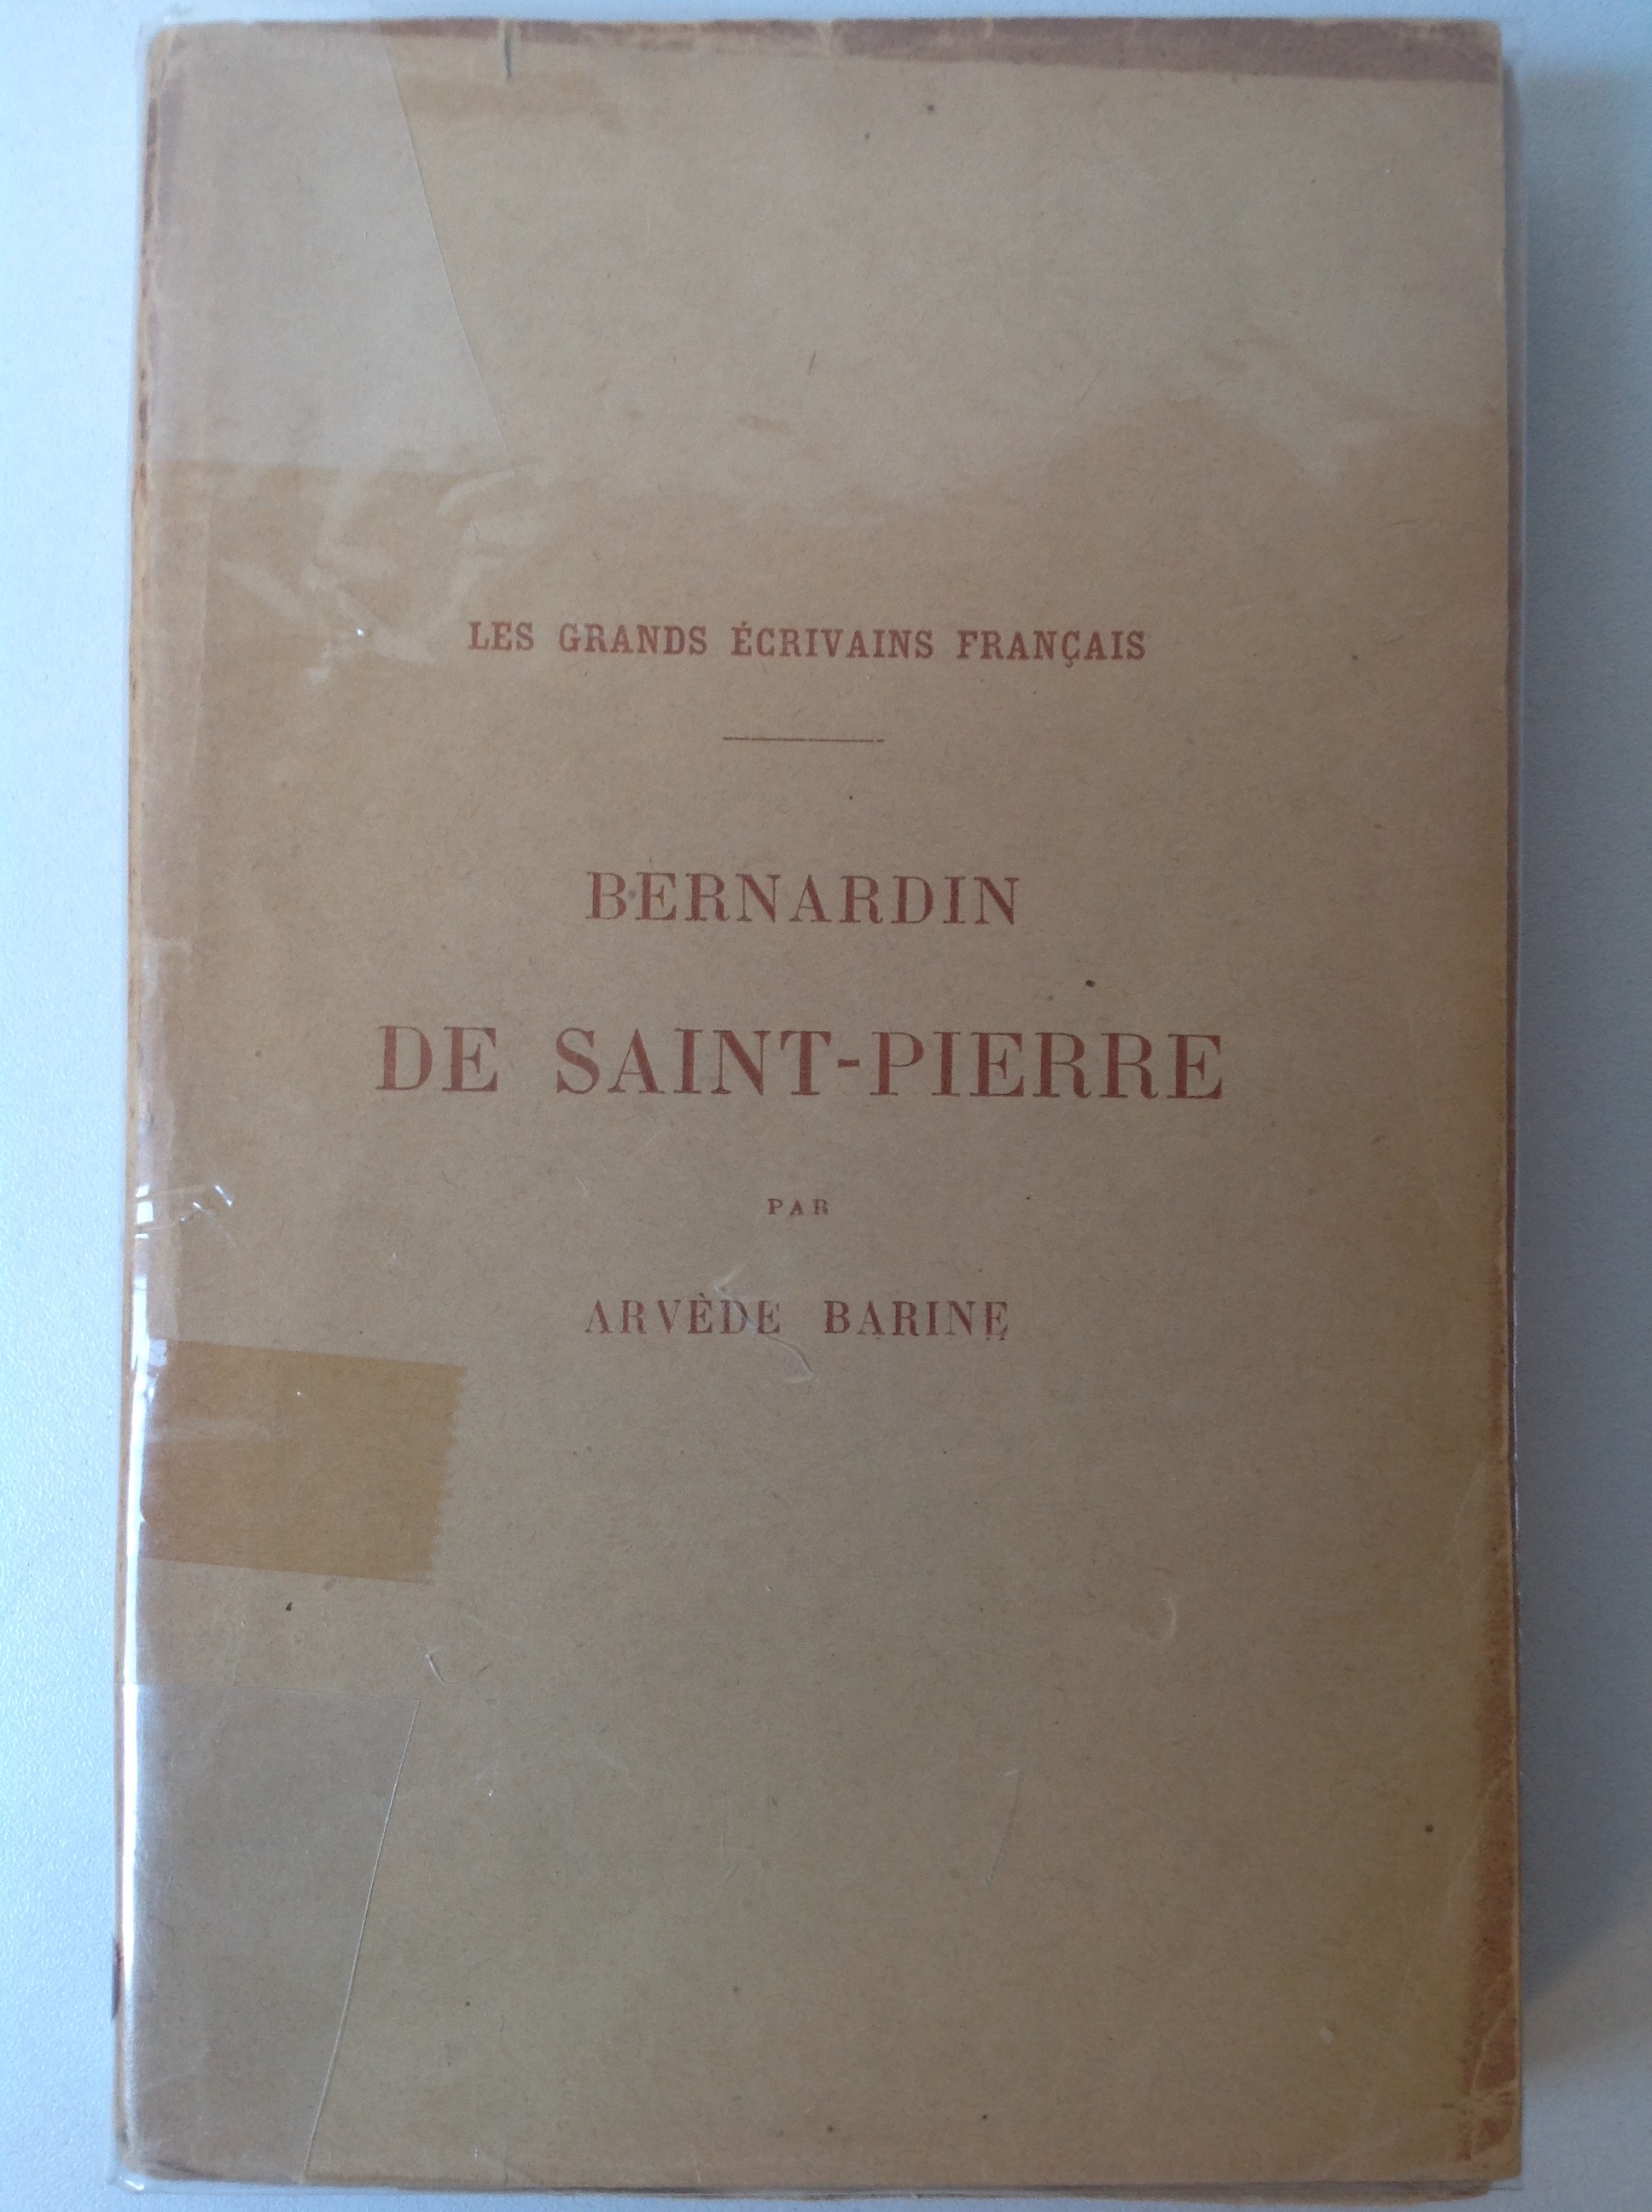 LES GRANDS ÉCRIVAINS FRANÇAIS
BERNARDIN
DE SAINT-PIERRE
PAR
ARVÈDE BARINE